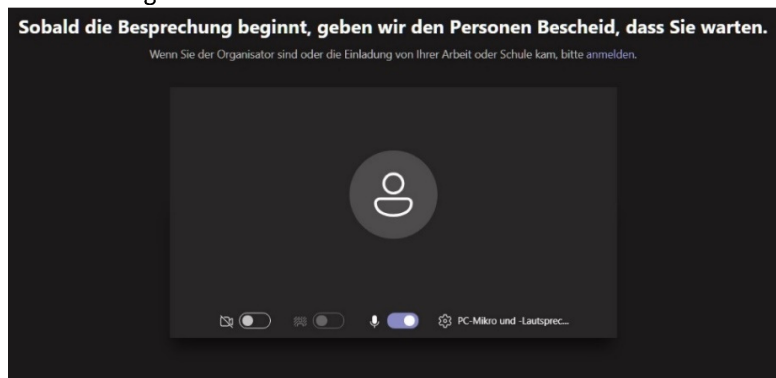 Sobald die Besprechung beginnt, geben wir den Personen Bescheid, dass Sie warten.
Wenn Sie der Organisator sind oder die Einladung von Ihrer Arbeit oder Schule kam, bitte anmelden.
PC-Mikro und -Lautsprec...